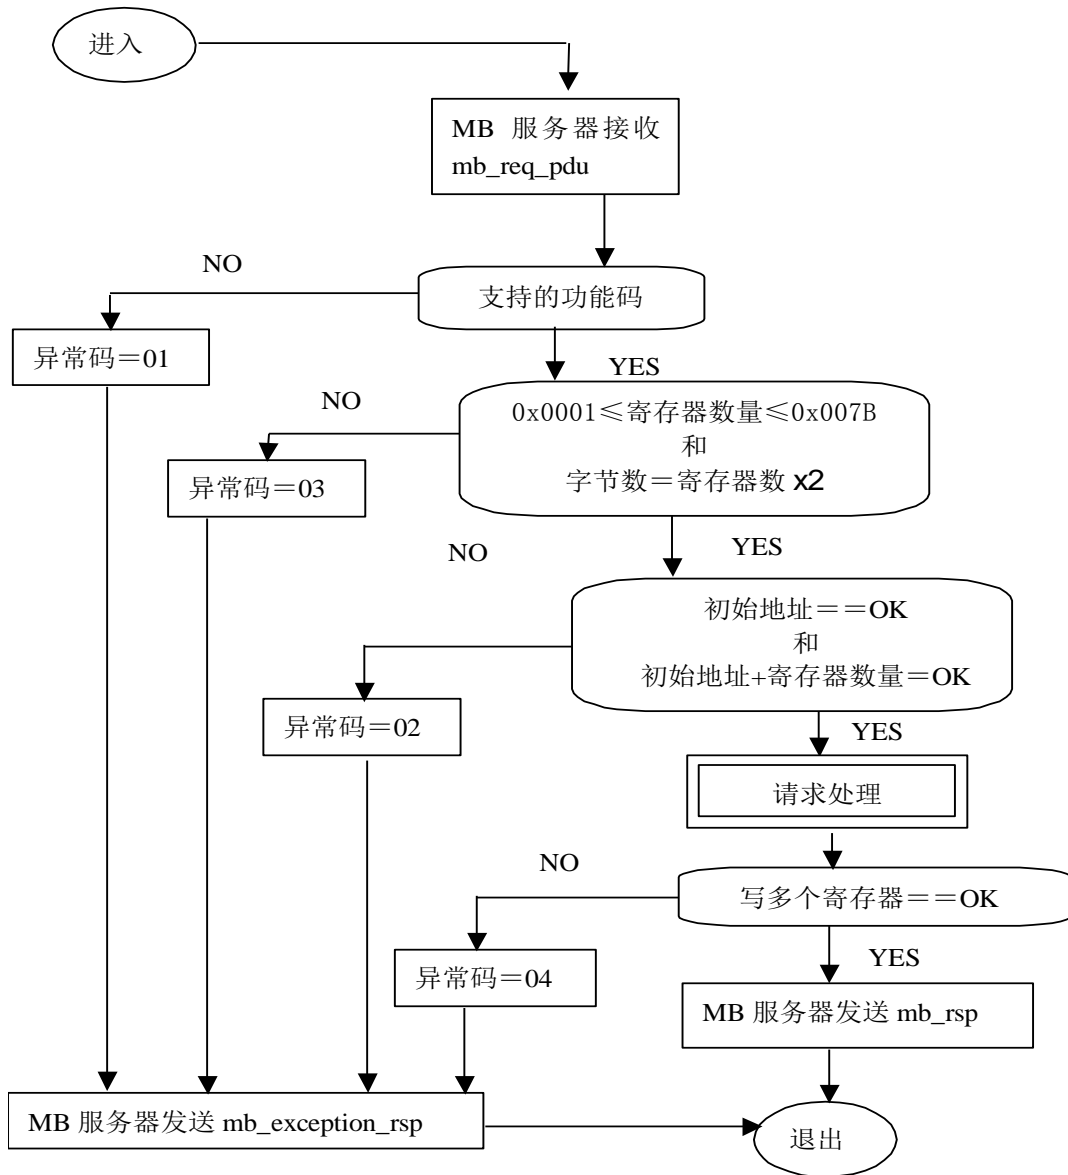 进入
MB 服务器接收
mb_req_pdu
NO
支持的功能码
异常码＝01
YES
NO
0x0001≤寄存器数量≤0x007B
和
字节数＝寄存器数 x2
异常码＝03
NO
YES
初始地址＝＝OK
和
初始地址+寄存器数量＝OK
异常码＝02
YES
请求处理
NO
写多个寄存器＝＝OK
异常码＝04
YES
MB 服务器发送 mb_rsp
MB 服务器发送 mb_exception_rsp
退出